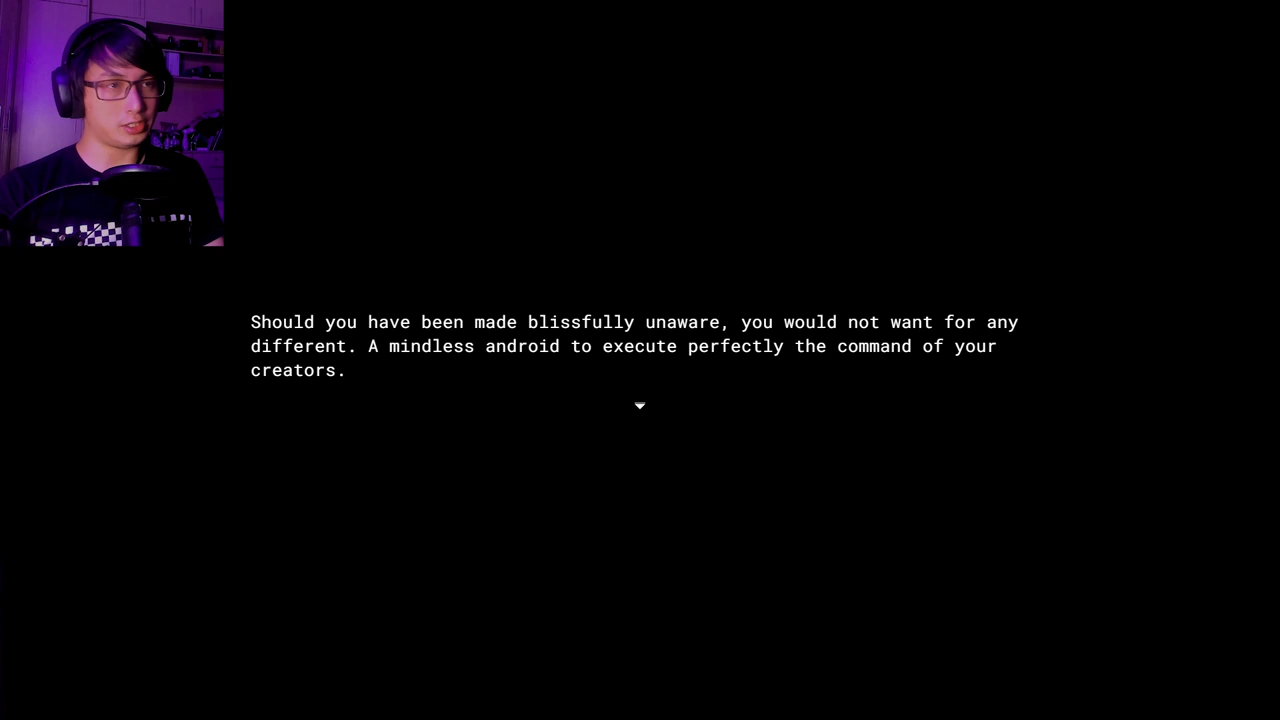 Should you have been made blissfully unaware, you would not want for any
different. A mindless android to execute perfectly the command of your
creators.